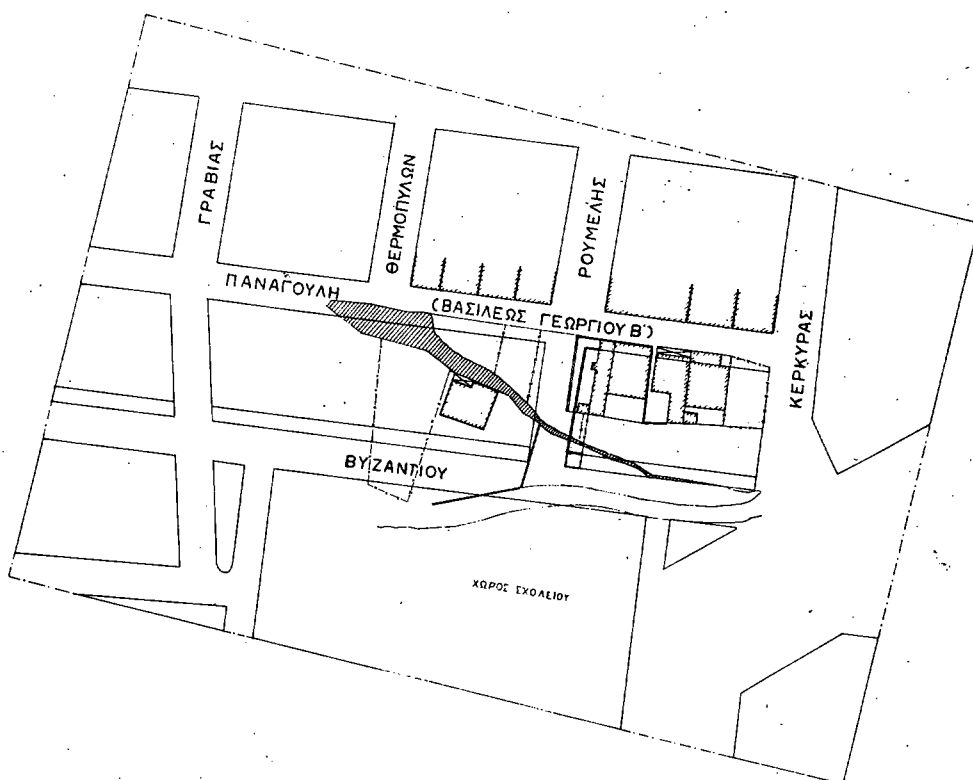 ΓΡΑΒΙΑΣ
ΘΕΡΜΟΠΥΛΩΝ
ΡΟΥΜΕΛΗΣ
ΚΕΡΚΥΡΑΣ
ΠΑΝΑΓΟΥΛΗ
(ΒΑΣΙΛΕΩΣ ΓΕΩΡΓΙΟΥ Β')
ΒΥΖΑΝΤΙΟΥ
ΧΩΡΟΣ ΣΧΟΛΕΙΟΥ